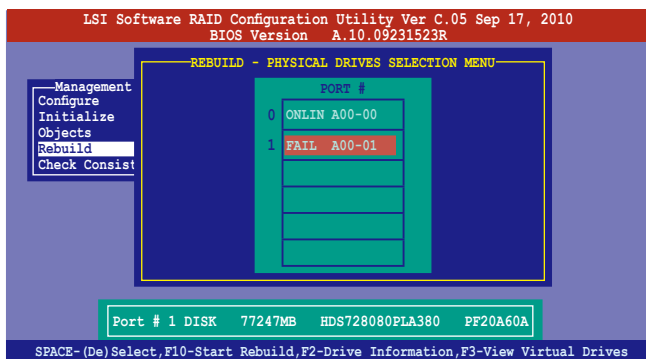 LSI Software RAID Configuration Utility Ver C.05 Sep 17, 2010
BIOS Version A.10.09231523R
REBUILD - PHYSICAL DRIVES SELECTION MENU
Management
Configure
Initialize
Objects
Rebuild
Check Consist
PORT #
0 ONLIN A00-00
1 FAIL A00-01
Port # 1 DISK 77247MB HDS728080PLA380 PF20A60A
SPACE-(De)Select,F10-Start Rebuild,F2-Drive Information,F3-View Virtual Drives